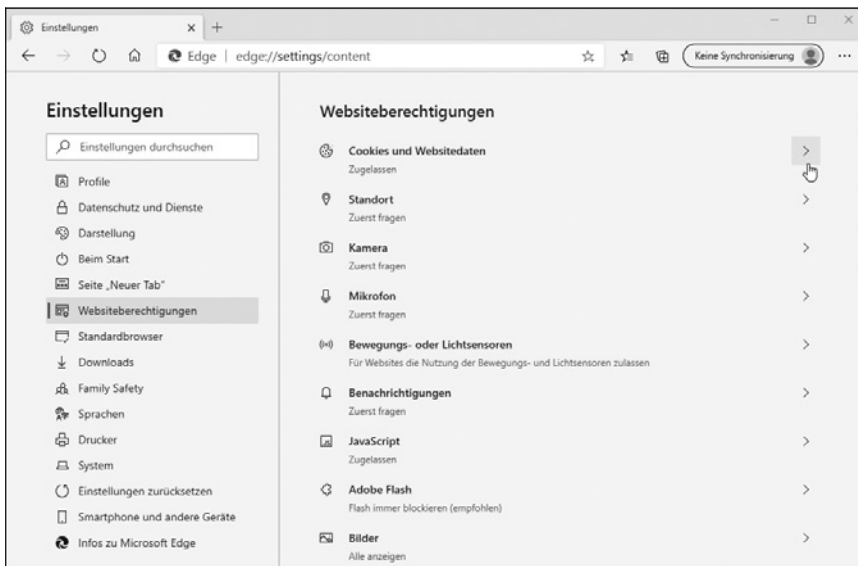 Einstellungen
Edge | edge://settings/content
Keine Synchronisierung
Einstellungen
Einstellungen durchsuchen
Profile
Datenschutz und Dienste
Darstellung
Beim Start
Seite „Neuer Tab“
Websiteberechtigungen
Standardbrowser
Downloads
Family Safety
Sprachen
Drucker
System
Einstellungen zurücksetzen
Smartphone und andere Geräte
Infos zu Microsoft Edge
Websiteberechtigungen
Cookies und Websitedaten
Zugelassen
Standort
Zuerst fragen
Kamera
Zuerst fragen
Mikrofon
Zuerst fragen
Bewegungs- oder Lichtsensoren
Für Websites die Nutzung der Bewegungs- und Lichtsensoren zulassen
Benachrichtigungen
Zuerst fragen
JavaScript
Zugelassen
Adobe Flash
Flash immer blockieren (empfohlen)
Bilder
Alle anzeigen